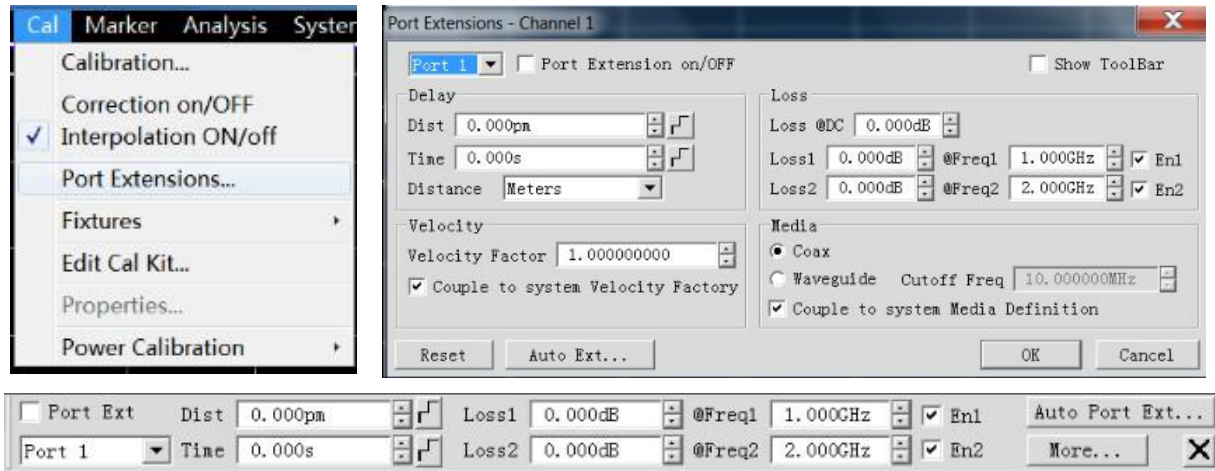 Cal Marker Analysis Syster
Calibration...
Correction on/OFF
✓ Interpolation ON/off
Port Extensions...
Fixtures
Edit Cal Kit...
Properties...
Power Calibration
Port Extensions - Channel 1
Port 1 Port Extension on/OFF Show ToolBar
Delay
Dist 0.000pm
Time 0.000s
Distance Meters
Loss
Loss @DC 0.000dB
Loss1 0.000dB @Freq1 1.000GHz En1
Loss2 0.000dB @Freq2 2.000GHz En2
Velocity
Velocity Factor 1.000000000
Couple to system Velocity Factory
Media
Coax
Waveguide Cutoff Freq 10.000000MHz
Couple to system Media Definition
Reset Auto Ext... OK Cancel
Port Ext Dist 0.000pm Loss1 0.000dB @Freq1 1.000GHz En1 Auto Port Ext...
Port 1 Time 0.000s Loss2 0.000dB @Freq2 2.000GHz En2 More...